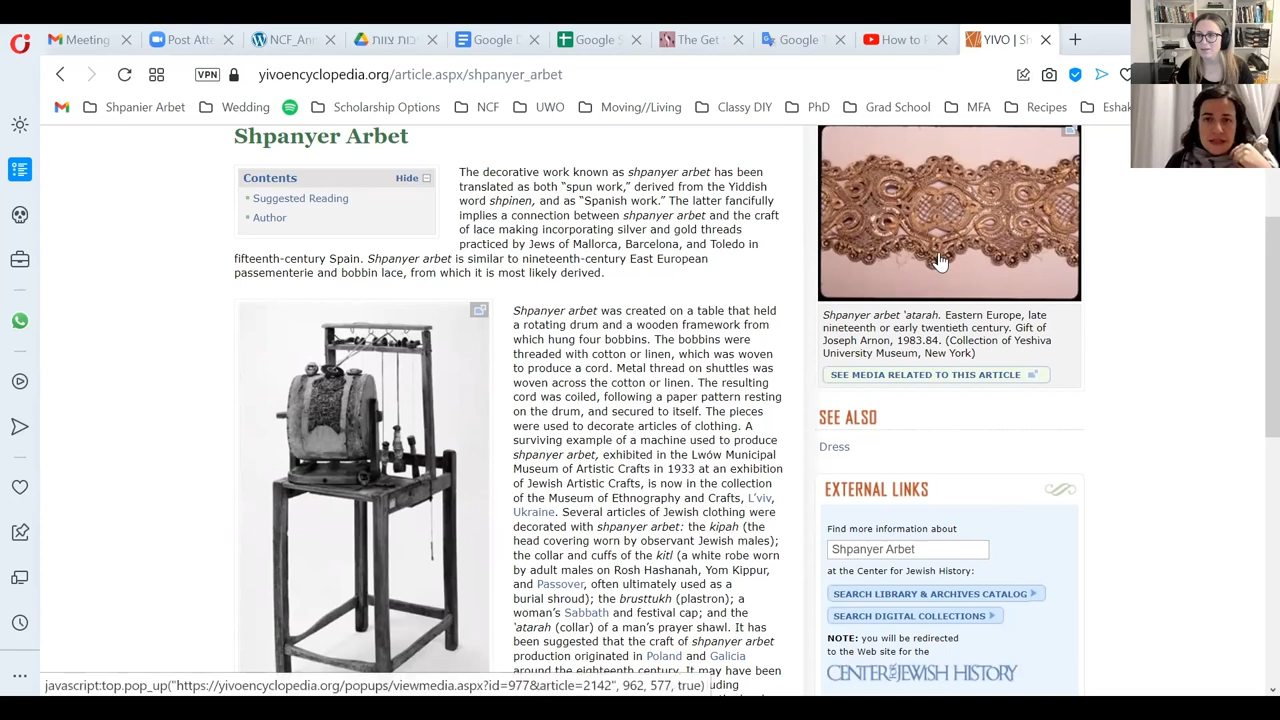 Meeting
Post Atte
NCF_Anp
יבות צוות
Google D
Google S
The Get
Google T
How to P
YIVO | Sh
VPN
yivoencyclopedia.org/article.aspx/shpanyer_arbet
Shpanier Arbet
Wedding
Scholarship Options
NCF
UWO
Moving//Living
Classy DIY
PhD
Grad School
MFA
Recipes
Eshak
Shpanyer Arbet
Contents
Hide
Suggested Reading
Author
The decorative work known as shpanyer arbet has been
translated as both “spun work,” derived from the Yiddish
word shpinen, and as “Spanish work.” The latter fancifully
implies a connection between shpanyer arbet and the craft
of lace making incorporating silver and gold threads
practiced by Jews of Mallorca, Barcelona, and Toledo in
fifteenth-century Spain. Shpanyer arbet is similar to nineteenth-century East European
passementerie and bobbin lace, from which it is most likely derived.
Shpanyer arbet was created on a table that held
a rotating drum and a wooden framework from
which hung four bobbins. The bobbins were
threaded with cotton or linen, which was woven
to produce a cord. Metal thread on shuttles was
woven across the cotton or linen. The resulting
cord was coiled, following a paper pattern resting
on the drum, and secured to itself. The pieces
were used to decorate articles of clothing. A
surviving example of a machine used to produce
shpanyer arbet, exhibited in the Lwów Municipal
Museum of Artistic Crafts in 1933 at an exhibition
of Jewish Artistic Crafts, is now in the collection
of the Museum of Ethnography and Crafts, L’viv,
Ukraine. Several articles of Jewish clothing were
decorated with shpanyer arbet: the kipah (the
head covering worn by observant Jewish males);
the collar and cuffs of the kitl (a white robe worn
by adult males on Rosh Hashanah, Yom Kippur,
and Passover, often ultimately used as a
burial shroud); the brusttukh (plastron); a
woman’s Sabbath and festival cap; and the
‘atarah (collar) of a man’s prayer shawl. It has
been suggested that the craft of shpanyer arbet
production originated in Poland and Galicia
around the eighteenth century. It may have been
Shpanyer arbet ‘atarah. Eastern Europe, late
nineteenth or early twentieth century. Gift of
Joseph Arnon, 1983.84. (Collection of Yeshiva
University Museum, New York)
SEE MEDIA RELATED TO THIS ARTICLE
SEE ALSO
Dress
EXTERNAL LINKS
Find more information about
Shpanyer Arbet
at the Center for Jewish History:
SEARCH LIBRARY & ARCHIVES CATALOG
SEARCH DIGITAL COLLECTIONS
NOTE: you will be redirected
to the Web site for the
CENTER for JEWISH HISTORY
javascript:top.pop_up("https://yivoencyclopedia.org/popups/viewmedia.aspx?id=977&article=2142", 962, 577, true)